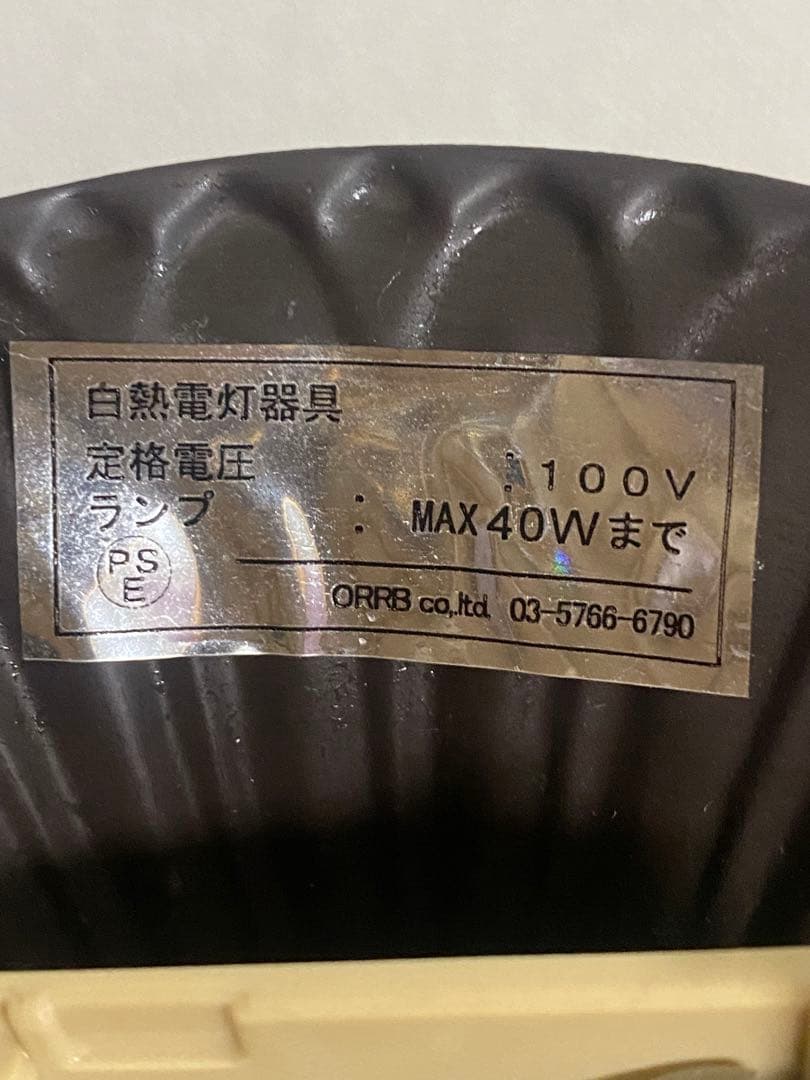 白熱電灯器具
定格電圧 : 100V
ランプ : MAX 40Wまで
PSE
ORRB co,.ltd. 03-5766-6790